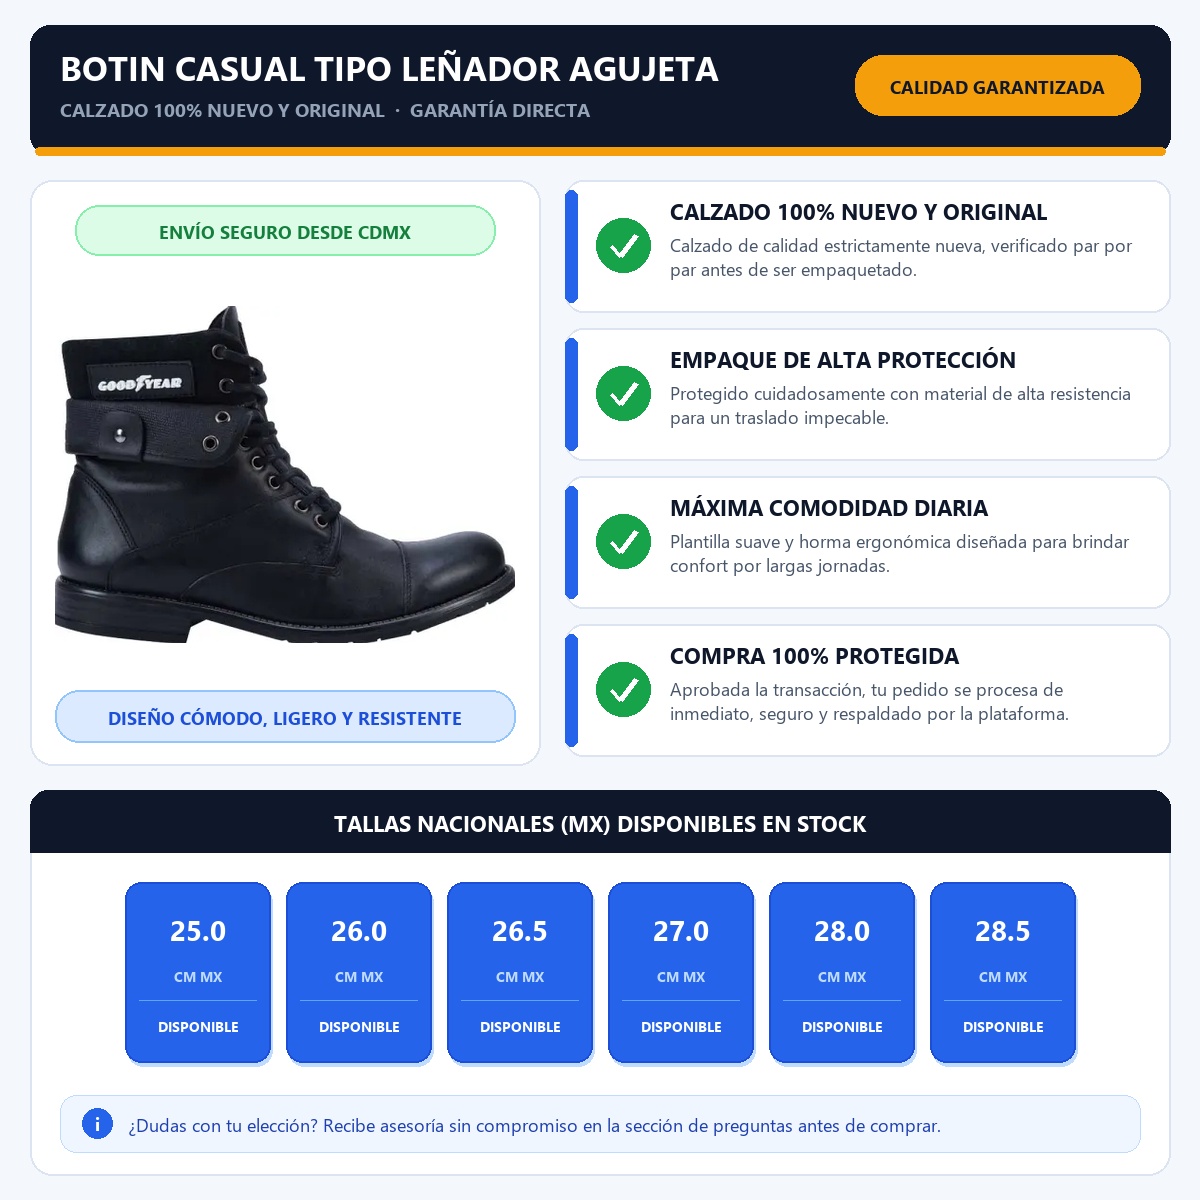 BOTIN CASUAL TIPO LEÑADOR AGUJETA
CALZADO 100% NUEVO Y ORIGINAL · GARANTÍA DIRECTA
CALIDAD GARANTIZADA
ENVÍO SEGURO DESDE CDMX
GOODYEAR
DISEÑO CÓMODO, LIGERO Y RESISTENTE
CALZADO 100% NUEVO Y ORIGINAL
Calzado de calidad estrictamente nueva, verificado par por
par antes de ser empaquetado.
EMPAQUE DE ALTA PROTECCIÓN
Protegido cuidadosamente con material de alta resistencia
para un traslado impecable.
MÁXIMA COMODIDAD DIARIA
Plantilla suave y horma ergonómica diseñada para brindar
confort por largas jornadas.
COMPRA 100% PROTEGIDA
Aprobada la transacción, tu pedido se procesa de
inmediato, seguro y respaldado por la plataforma.
TALLAS NACIONALES (MX) DISPONIBLES EN STOCK
25.0
CM MX
DISPONIBLE
26.0
CM MX
DISPONIBLE
26.5
CM MX
DISPONIBLE
27.0
CM MX
DISPONIBLE
28.0
CM MX
DISPONIBLE
28.5
CM MX
DISPONIBLE
¿Dudas con tu elección? Recibe asesoría sin compromiso en la sección de preguntas antes de comprar.